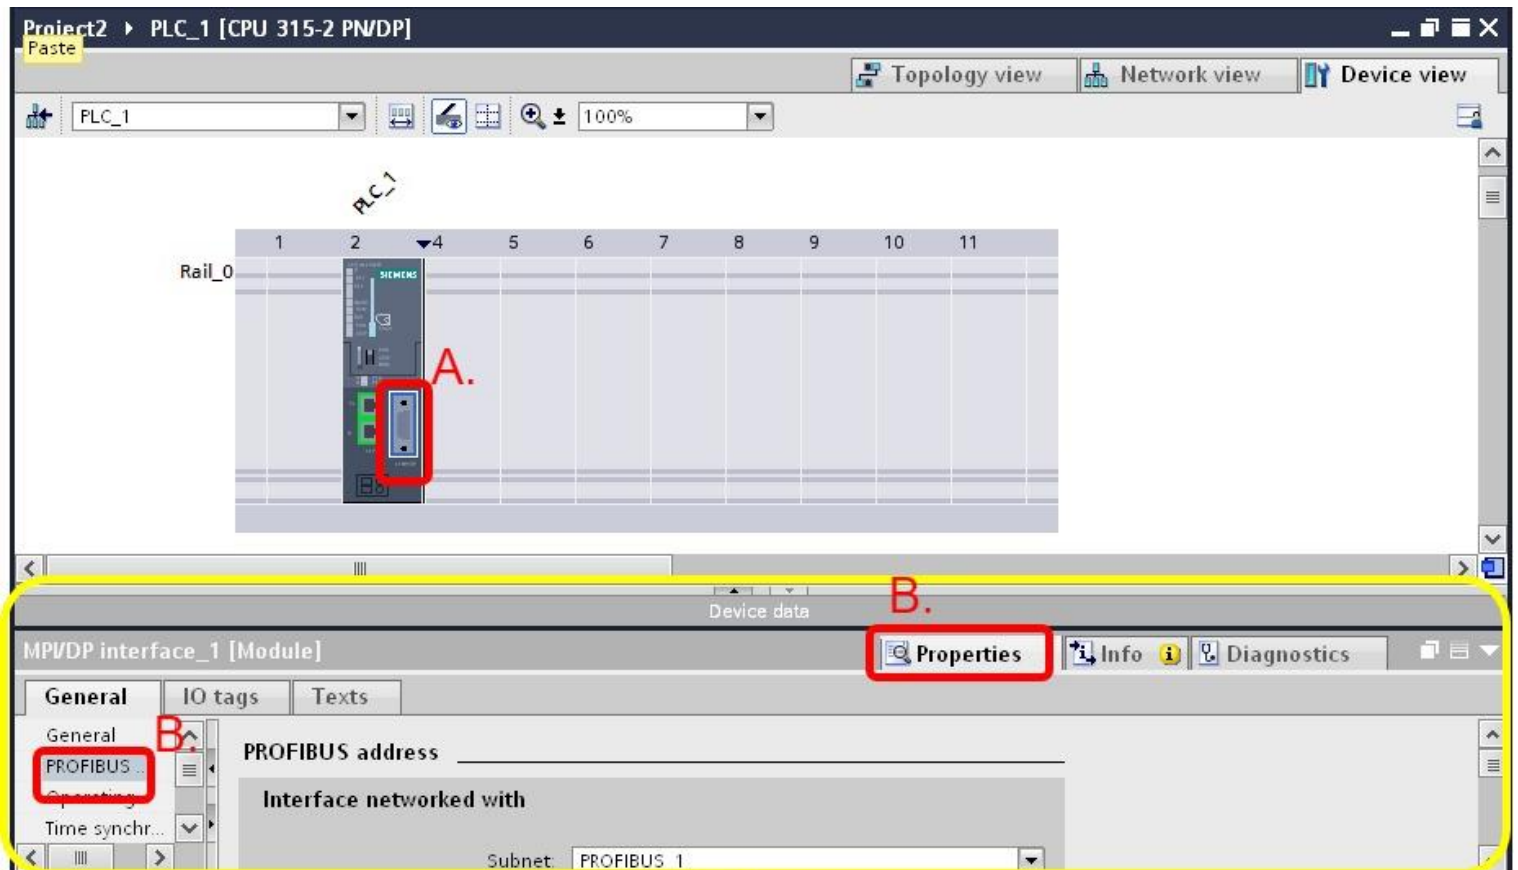 Project2 ▸ PLC_1 [CPU 315-2 PN/DP]
Paste
Topology view
Network view
Device view
PLC_1
100%
PLC_1
1 2 4 5 6 7 8 9 10 11
Rail_0
SIEMENS
A.
B.
Device data
MPI/DP interface_1 [Module]
Properties
Info
Diagnostics
General
IO tags
Texts
B.
General
PROFIBUS ..
Operating
Time synchr...
PROFIBUS address
Interface networked with
Subnet: PROFIBUS_1